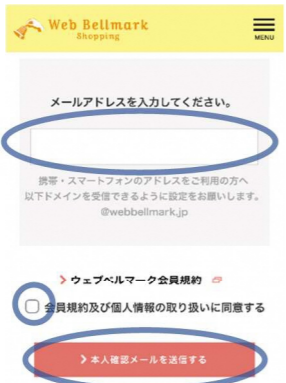 Web Bellmark
Shopping
MENU
メールアドレスを入力してください。
携帯・スマートフォンのアドレスをご利用の方へ
以下ドメインを受信できるように設定をお願いします。
@webbellmark.jp
ウェブベルマーク会員規約
会員規約及び個人情報の取り扱いに同意する
本人確認メールを送信する